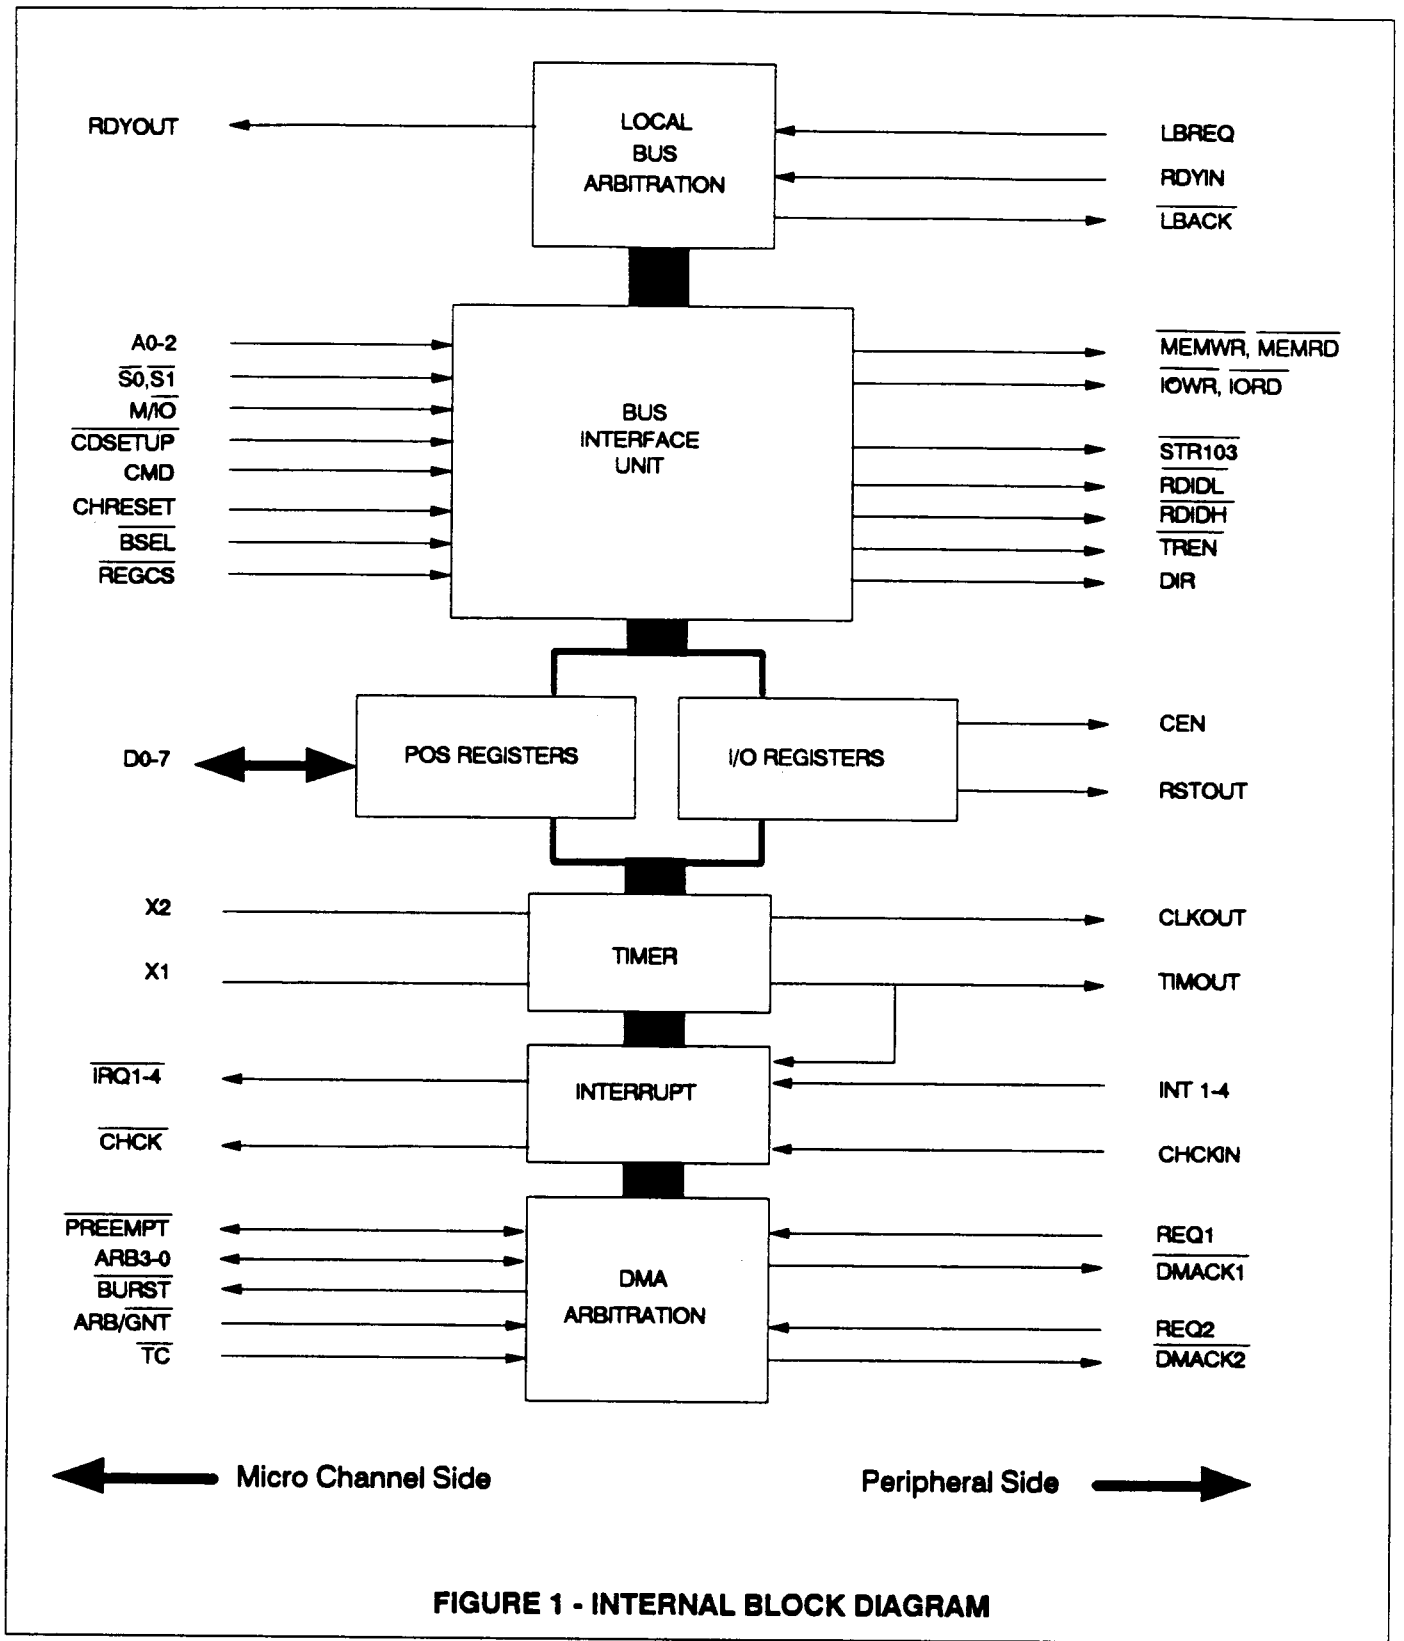 RDYOUT
LOCAL
BUS
ARBITRATION
LBREQ
RDYIN
LBACK
A0-2
S0,S1
M/IO
CDSETUP
CMD
CHRESET
BSEL
REGCS
BUS
INTERFACE
UNIT
MEMWR, MEMRD
IOWR, IORD
STR103
RDIDL
RDIDH
TREN
DIR
D0-7
POS REGISTERS
I/O REGISTERS
CEN
RSTOUT
X2
X1
TIMER
CLKOUT
TIMOUT
IRQ1-4
CHCK
INTERRUPT
INT 1-4
CHCKIN
PREEMPT
ARB3-0
BURST
ARB/GNT
TC
DMA
ARBITRATION
REQ1
DMACK1
REQ2
DMACK2
Micro Channel Side
Peripheral Side
FIGURE 1 - INTERNAL BLOCK DIAGRAM